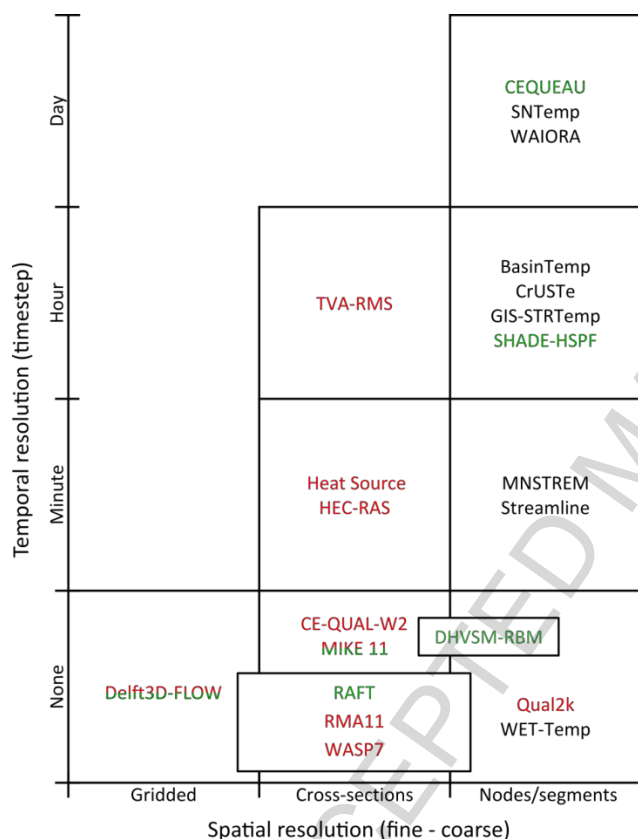 Temporal resolution (timestep)
Day
CEQUEAU
SNTemp
WAIORA
Hour
TVA-RMS
BasinTemp
CrUSTe
GIS-STRTemp
SHADE-HSPF
Minute
Heat Source
HEC-RAS
MNSTREM
Streamline
None
Delft3D-FLOW
CE-QUAL-W2
MIKE 11
RAFT
RMA11
WASP7
DHVSM-RBM
Qual2k
WET-Temp
Gridded
Cross-sections
Nodes/segments
Spatial resolution (fine - coarse)
CEPTED M